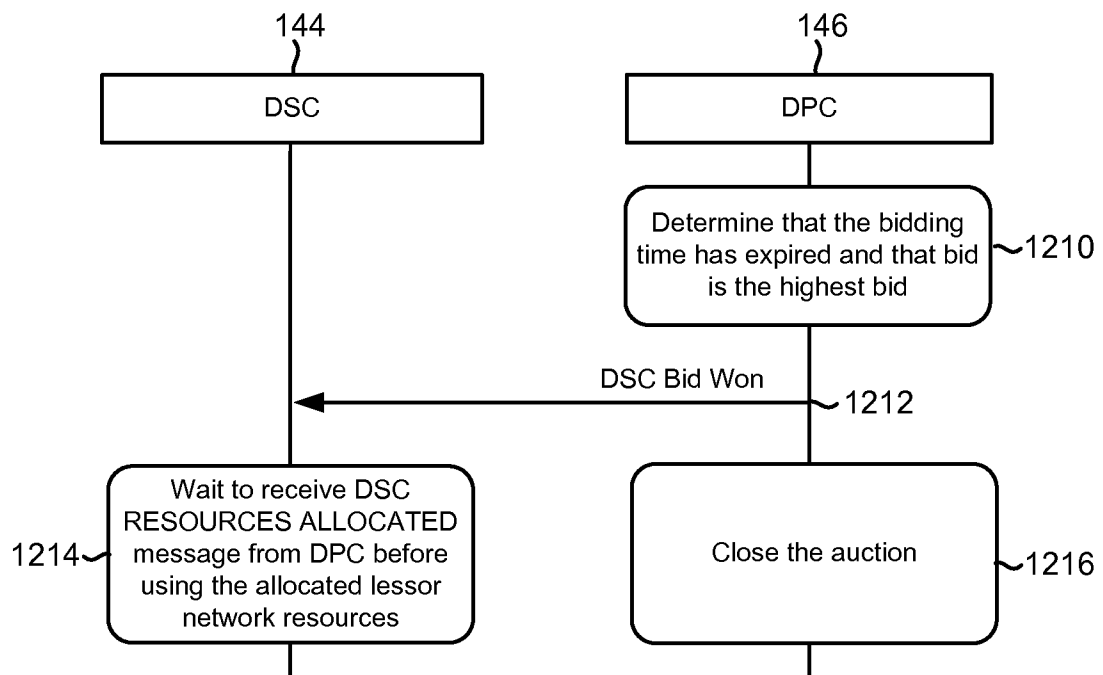 144
146
DSC
DPC
Determine that the bidding
time has expired and that bid
is the highest bid
1210
DSC Bid Won
1212
Wait to receive DSC
RESOURCES ALLOCATED
message from DPC before
using the allocated lessor
network resources
1214
Close the auction
1216